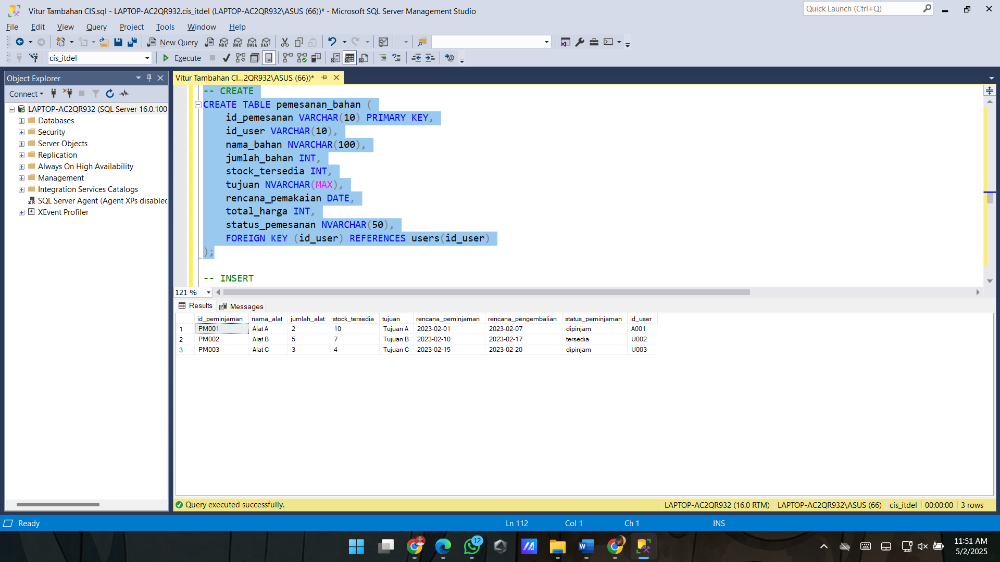 Vitur Tambahan CIS.sql - LAPTOP-AC2QR932.cis_itdel (LAPTOP-AC2QR932\ASUS (66))* - Microsoft SQL Server Management Studio
Quick Launch (Ctrl+Q)
File Edit View Query Project Tools Window Help
New Query MDX DMX XMLA DAX
cis_itdel Execute
Object Explorer
Vitur Tambahan CI...2QR932\ASUS (66))*
Connect
LAPTOP-AC2QR932 (SQL Server 16.0.100
Databases
Security
Server Objects
Replication
Always On High Availability
Management
Integration Services Catalogs
SQL Server Agent (Agent XPs disabled
XEvent Profiler
-- CREATE
CREATE TABLE pemesanan_bahan (
id_pemesanan VARCHAR(10) PRIMARY KEY,
id_user VARCHAR(10),
nama_bahan NVARCHAR(100),
jumlah_bahan INT,
stock_tersedia INT,
tujuan NVARCHAR(MAX),
rencana_pemakaian DATE,
total_harga INT,
status_pemesanan NVARCHAR(50),
FOREIGN KEY (id_user) REFERENCES users(id_user)
);
-- INSERT
121 %
Results Messages
id_peminjaman nama_alat jumlah_alat stock_tersedia tujuan rencana_peminjaman rencana_pengembalian status_peminjaman id_user
1 PM001 Alat A 2 10 Tujuan A 2023-02-01 2023-02-07 dipinjam A001
2 PM002 Alat B 5 7 Tujuan B 2023-02-10 2023-02-17 tersedia U002
3 PM003 Alat C 3 4 Tujuan C 2023-02-15 2023-02-20 dipinjam U003
Query executed successfully.
LAPTOP-AC2QR932 (16.0 RTM) LAPTOP-AC2QR932\ASUS (66) cis_itdel 00:00:00 3 rows
Ready Ln 112 Col 1 Ch 1 INS
12
11:51 AM
5/2/2025